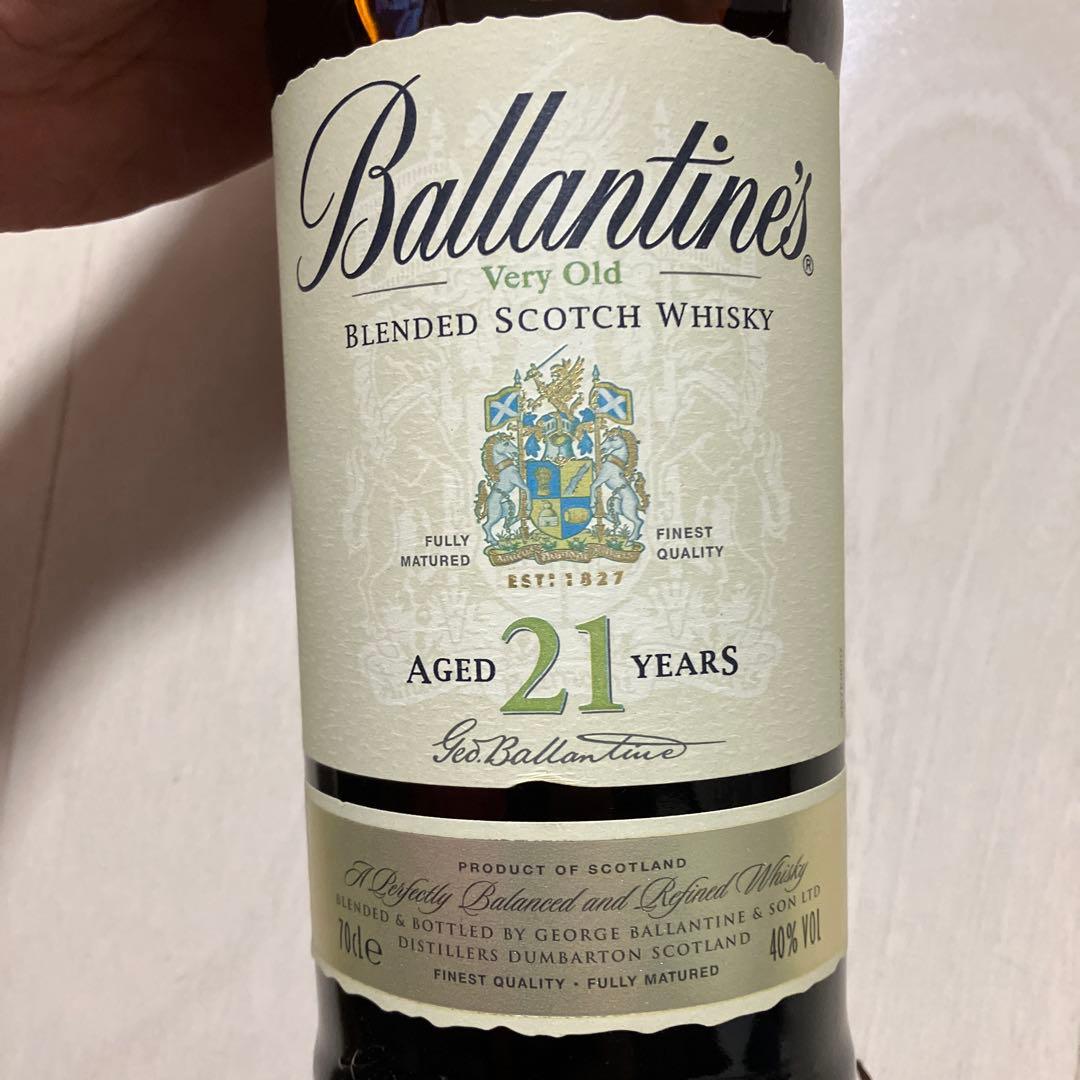 Ballantine's®
Very Old
BLENDED SCOTCH WHISKY
FULLY MATURED
FINEST QUALITY
ESTD 1827
AGED 21 YEARS
Geo. Ballantine
PRODUCT OF SCOTLAND
A Perfectly Balanced and Refined Whisky
BLENDED & BOTTLED BY GEORGE BALLANTINE & SON LTD
70cl e
DISTILLERS DUMBARTON SCOTLAND
40% VOL
FINEST QUALITY · FULLY MATURED